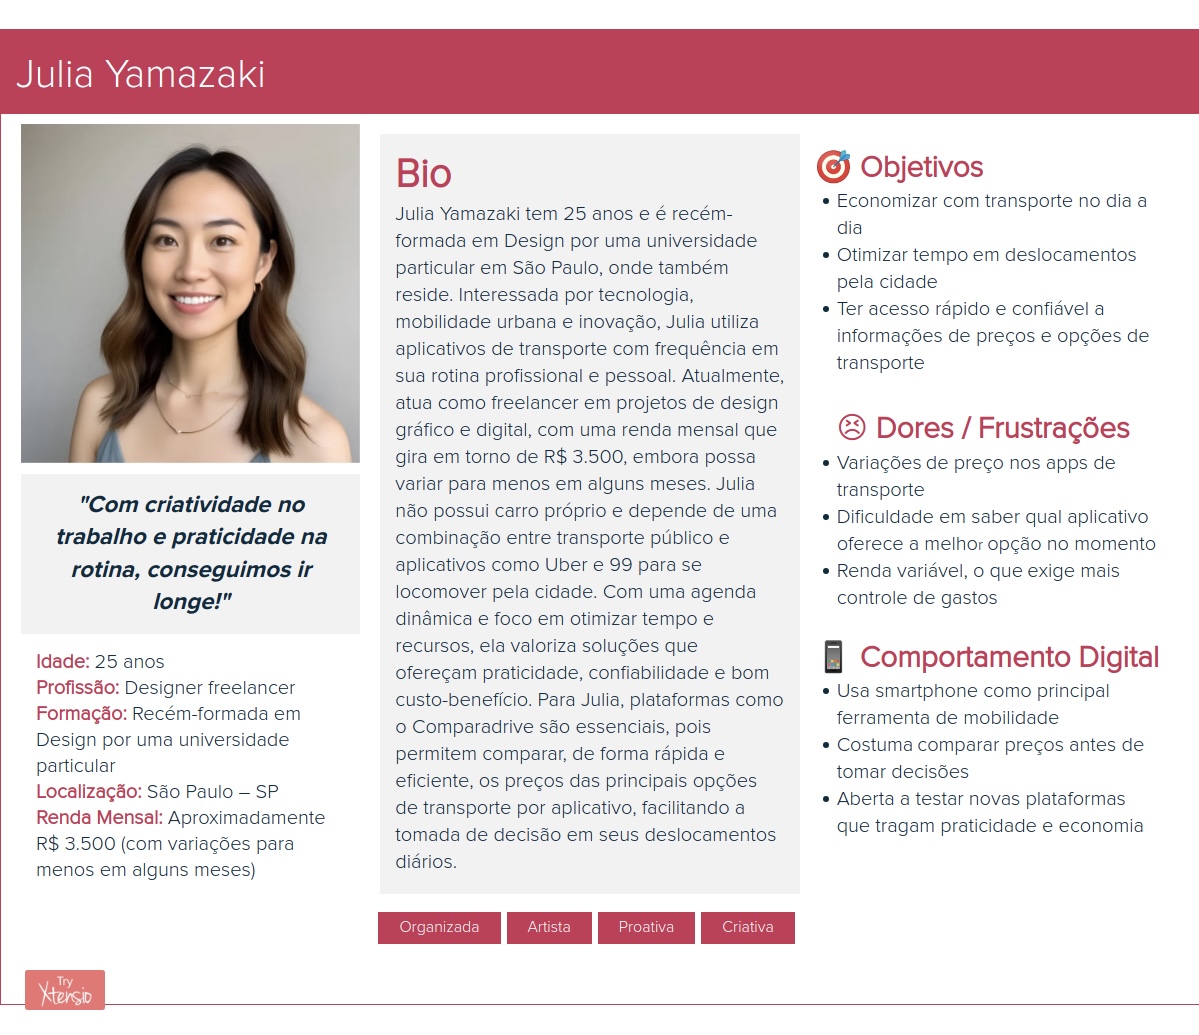 Julia Yamazaki
"Com criatividade no
trabalho e praticidade na
rotina, conseguimos ir
longe!"
Idade: 25 anos
Profissão: Designer freelancer
Formação: Recém-formada em
Design por uma universidade
particular
Localização: São Paulo – SP
Renda Mensal: Aproximadamente
R$ 3.500 (com variações para
menos em alguns meses)
Bio
Julia Yamazaki tem 25 anos e é recém-
formada em Design por uma universidade
particular em São Paulo, onde também
reside. Interessada por tecnologia,
mobilidade urbana e inovação, Julia utiliza
aplicativos de transporte com frequência em
sua rotina profissional e pessoal. Atualmente,
atua como freelancer em projetos de design
gráfico e digital, com uma renda mensal que
gira em torno de R$ 3.500, embora possa
variar para menos em alguns meses. Julia
não possui carro próprio e depende de uma
combinação entre transporte público e
aplicativos como Uber e 99 para se
locomover pela cidade. Com uma agenda
dinâmica e foco em otimizar tempo e
recursos, ela valoriza soluções que
ofereçam praticidade, confiabilidade e bom
custo-benefício. Para Julia, plataformas como
o Comparadrive são essenciais, pois
permitem comparar, de forma rápida e
eficiente, os preços das principais opções
de transporte por aplicativo, facilitando a
tomada de decisão em seus deslocamentos
diários.
Organizada Artista Proativa Criativa
Objetivos
Economizar com transporte no dia a
dia
Otimizar tempo em deslocamentos
pela cidade
Ter acesso rápido e confiável a
informações de preços e opções de
transporte
Dores / Frustrações
Variações de preço nos apps de
transporte
Dificuldade em saber qual aplicativo
oferece a melhor opção no momento
Renda variável, o que exige mais
controle de gastos
Comportamento Digital
Usa smartphone como principal
ferramenta de mobilidade
Costuma comparar preços antes de
tomar decisões
Aberta a testar novas plataformas
que tragam praticidade e economia
Try
Xtensio